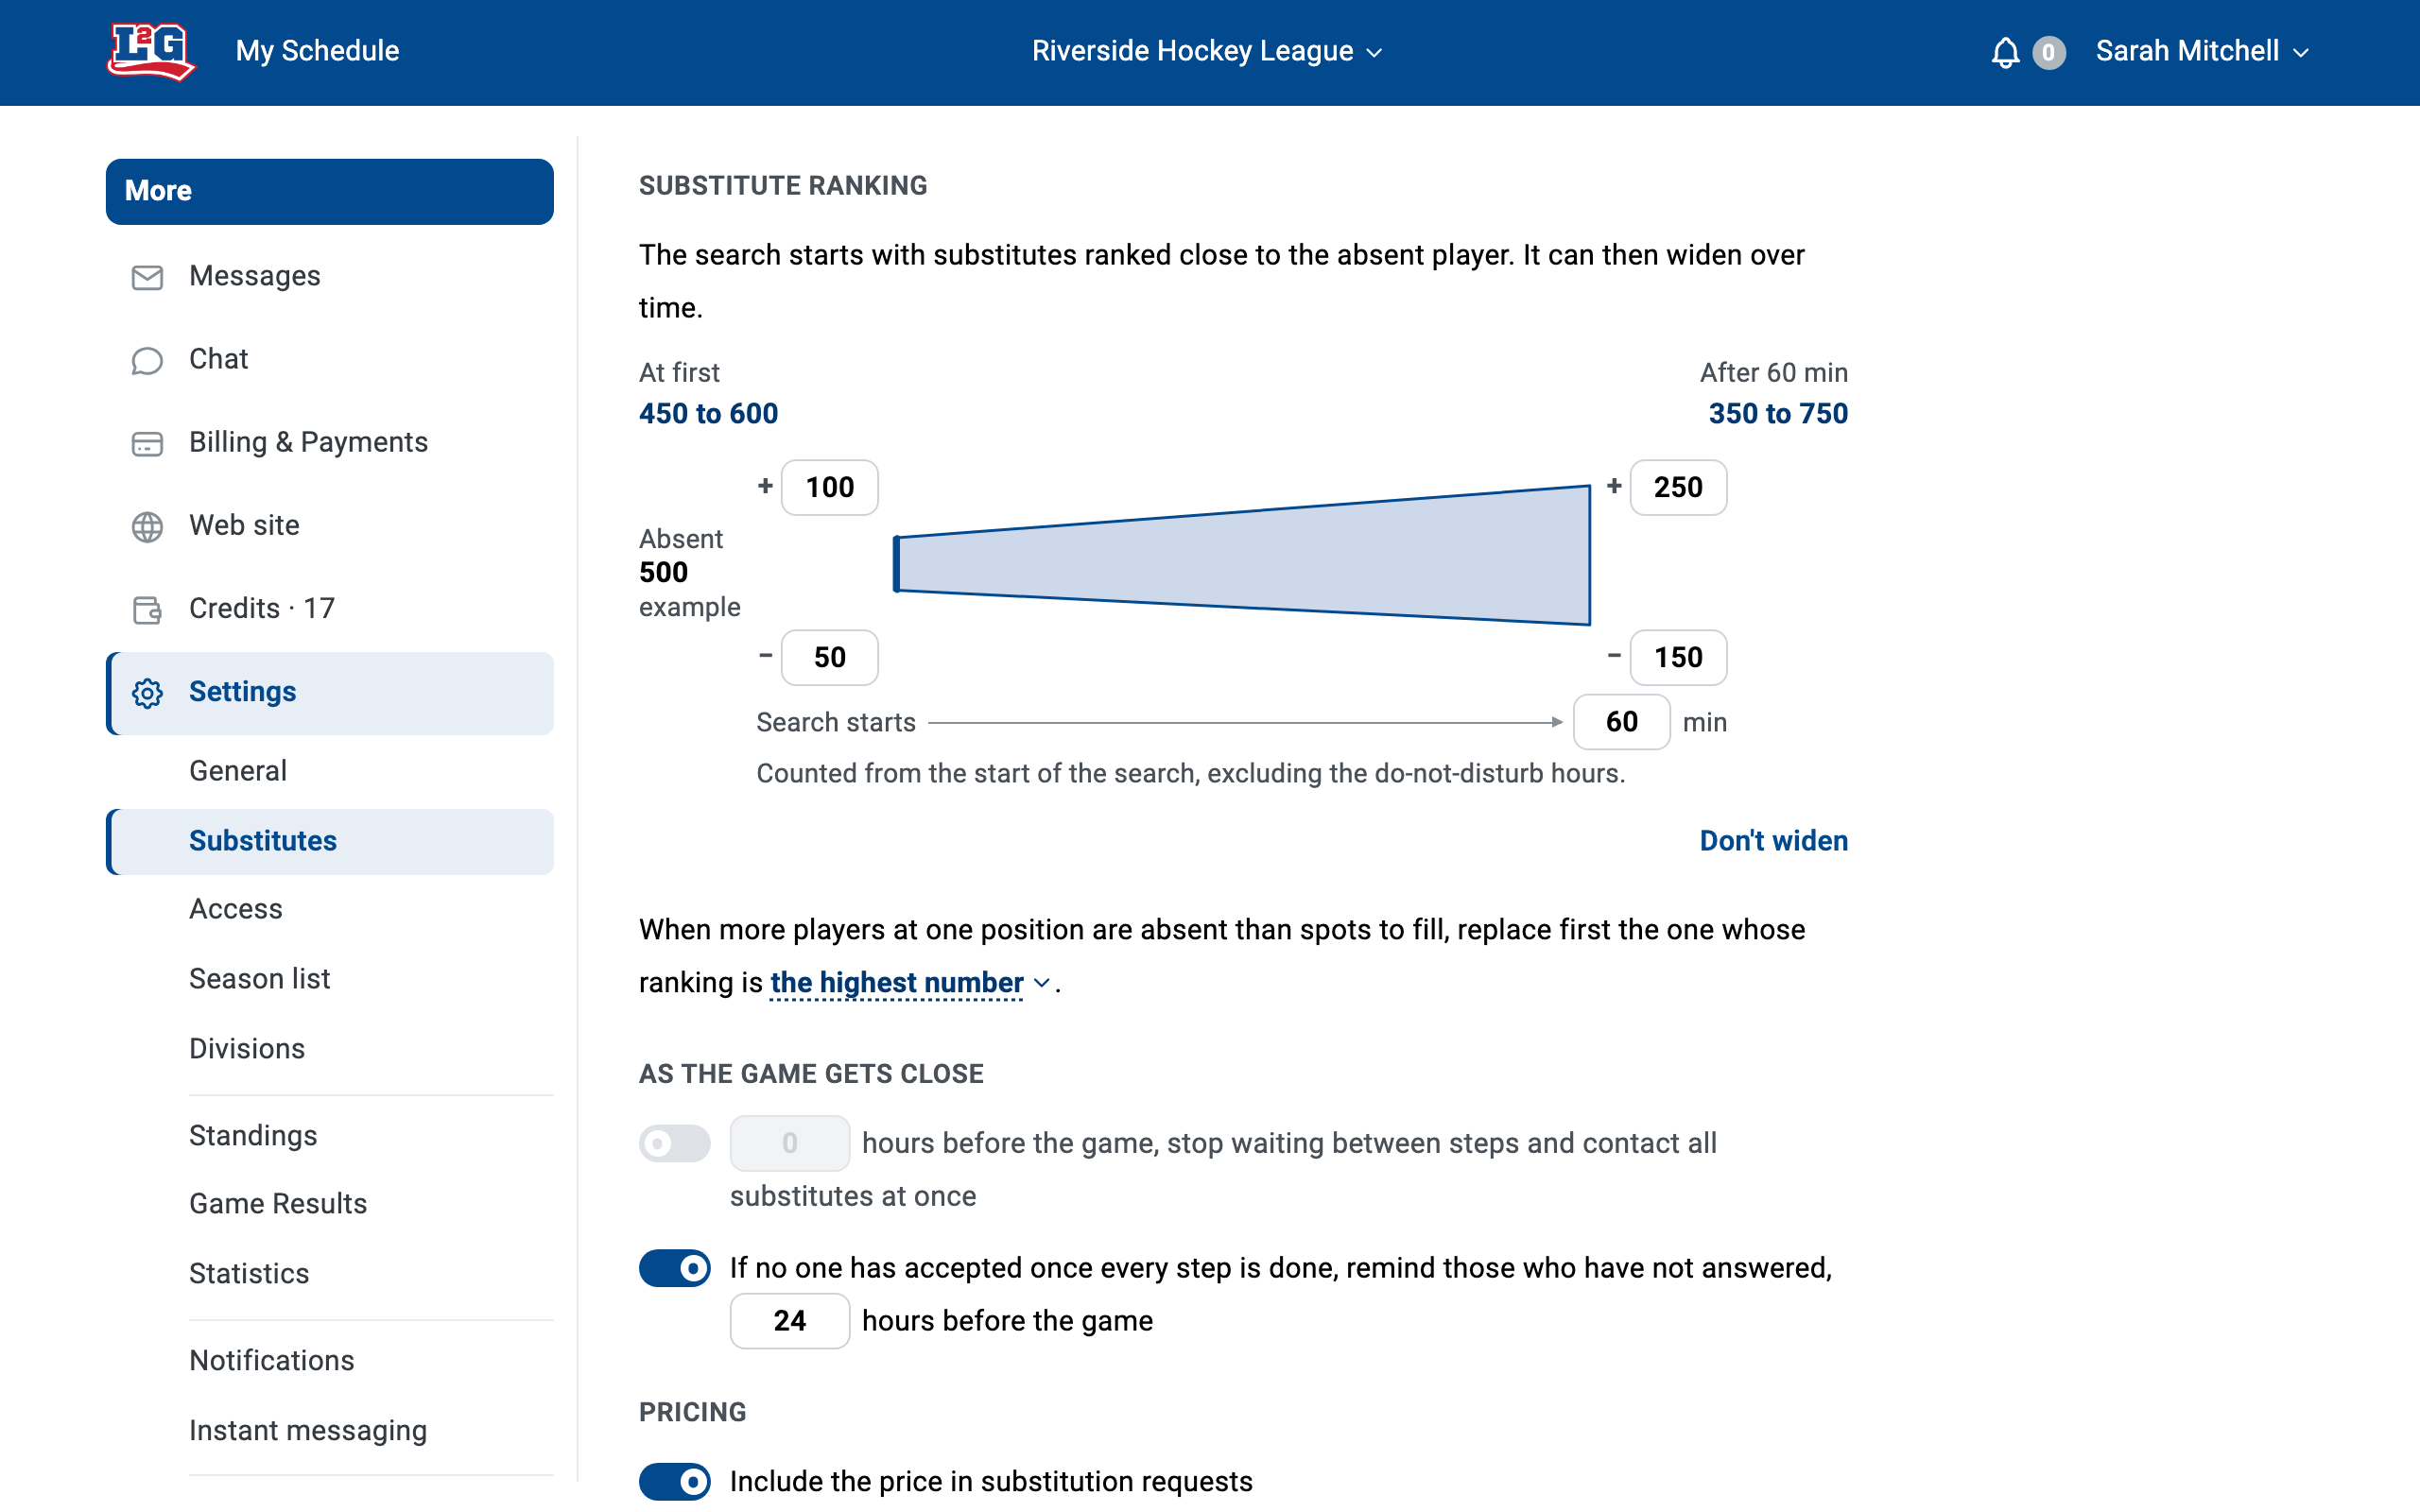 L2G
My Schedule
Riverside Hockey League
0
Sarah Mitchell
More
Messages
Chat
Billing & Payments
Web site
Credits · 17
Settings
General
Substitutes
Access
Season list
Divisions
Standings
Game Results
Statistics
Notifications
Instant messaging
SUBSTITUTE RANKING
The search starts with substitutes ranked close to the absent player. It can then widen over
time.
At first
450 to 600
After 60 min
350 to 750
+ 100
+ 250
Absent
500
example
− 50
− 150
Search starts
60 min
Counted from the start of the search, excluding the do-not-disturb hours.
Don't widen
When more players at one position are absent than spots to fill, replace first the one whose
ranking is the highest number .
AS THE GAME GETS CLOSE
0 hours before the game, stop waiting between steps and contact all
substitutes at once
If no one has accepted once every step is done, remind those who have not answered,
24 hours before the game
PRICING
Include the price in substitution requests